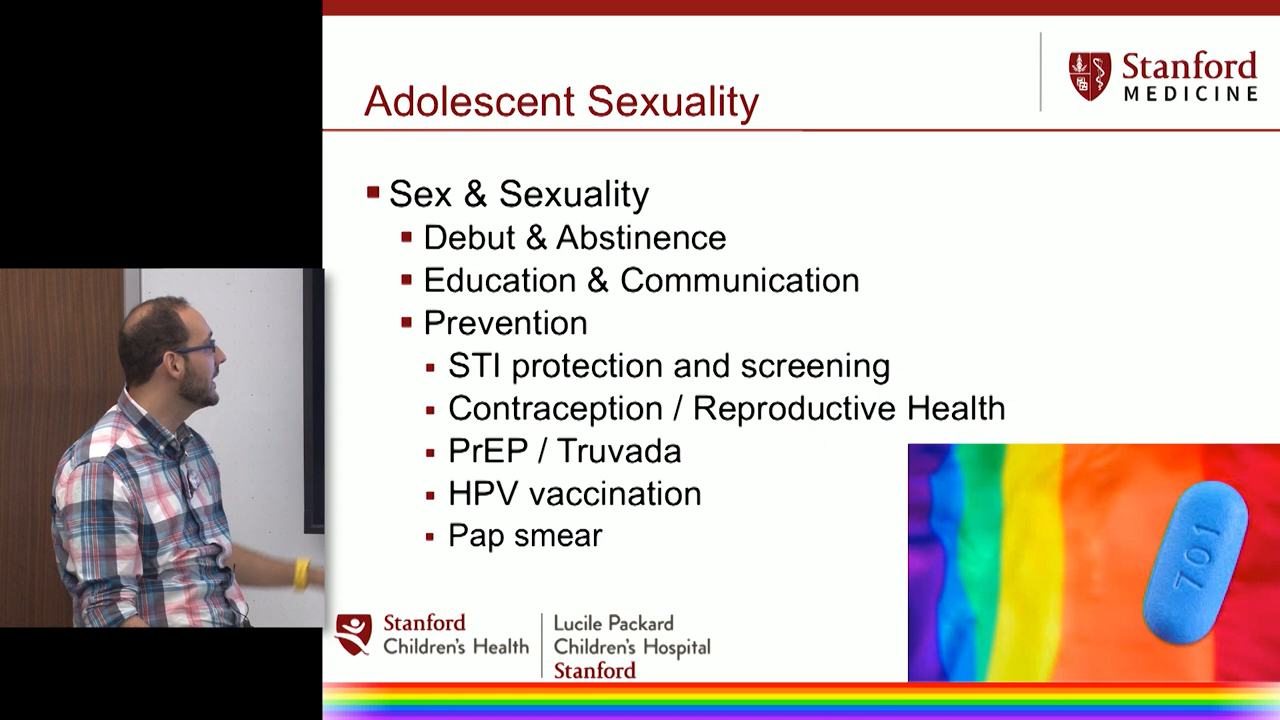 Stanford
MEDICINE
Adolescent Sexuality
Sex & Sexuality
Debut & Abstinence
Education & Communication
Prevention
STI protection and screening
Contraception / Reproductive Health
PrEP / Truvada
HPV vaccination
Pap smear
701
Stanford
Children's Health
Lucile Packard
Children's Hospital
Stanford